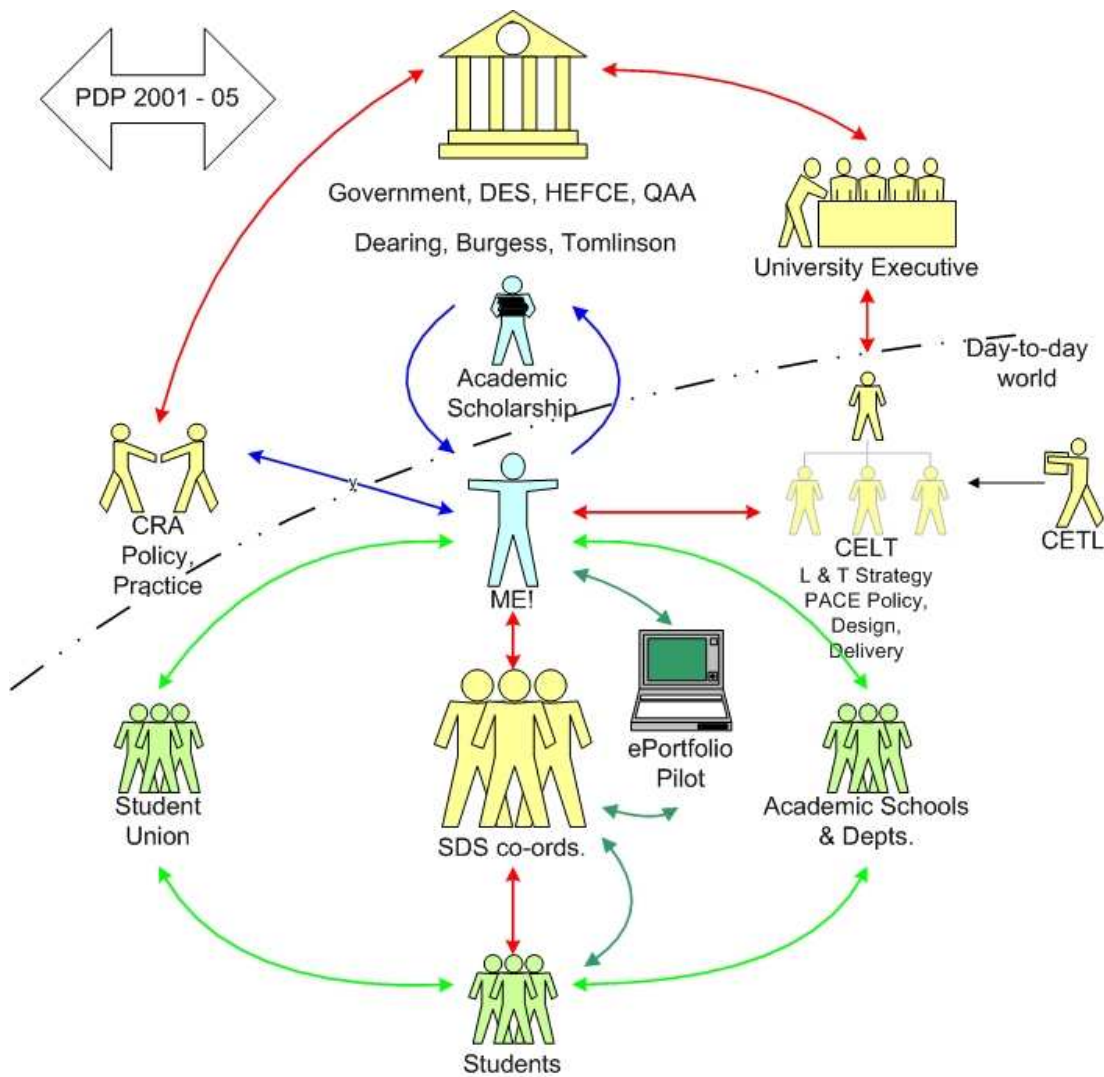 PDP 2001 - 05
Government, DES, HEFCE, QAA
Dearing, Burgess, Tomlinson
University Executive
Academic
Scholarship
Day-to-day
world
CRA
Policy,
Practice
y
ME!
CELT
L & T Strategy
PACE Policy,
Design,
Delivery
CETL
ePortfolio
Pilot
Student
Union
SDS co-ords.
Academic Schools
& Depts.
Students